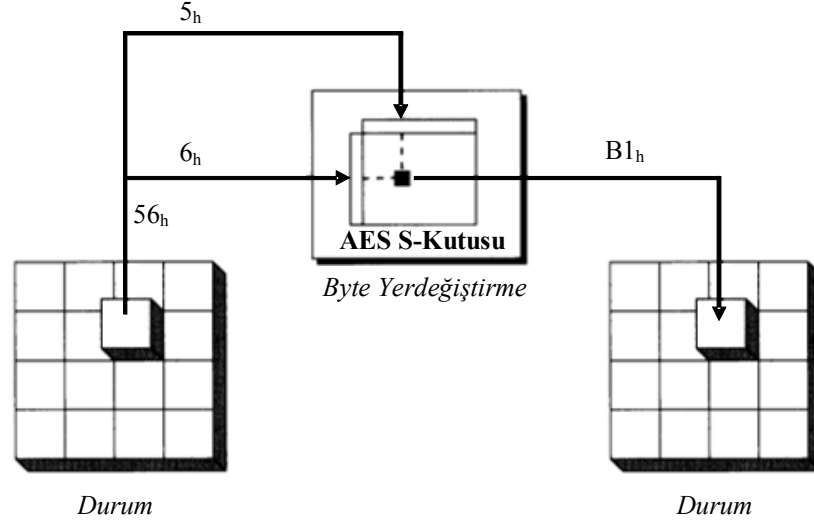 5h
6h
B1h
56h
AES S-Kutusu
Byte Yerdeğiştirme
Durum
Durum